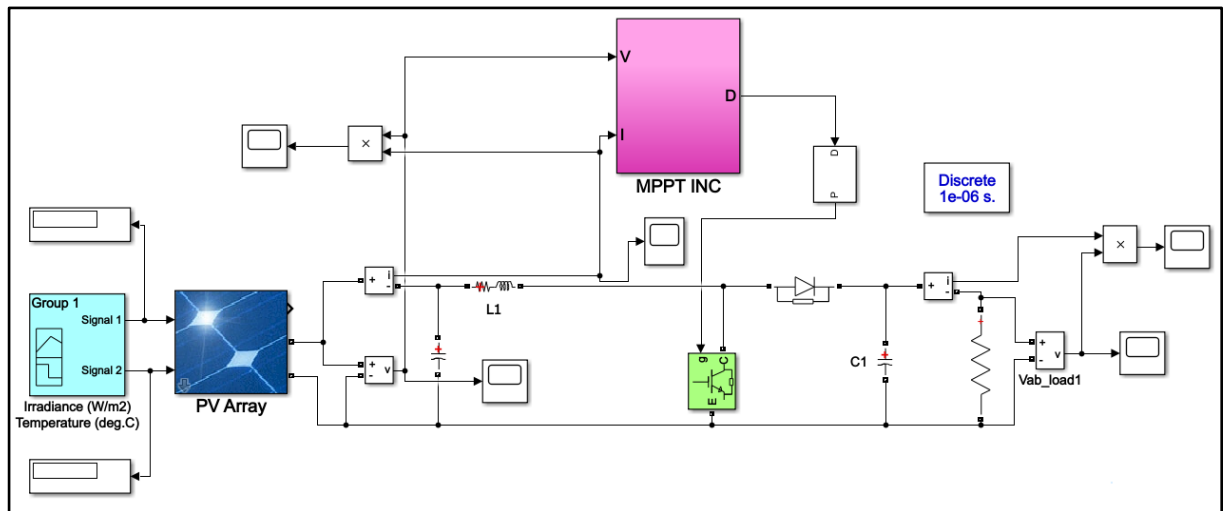 V
I
D
MPPT INC
×
D
P
Discrete
1e-06 s.
×
Group 1
Signal 1
Signal 2
Irradiance (W/m2)
Temperature (deg.C)
PV Array
+
-
i
+
-
v
+
L1
g
C
E
+
C1
+
-
i
+
+
-
v
Vab_load1